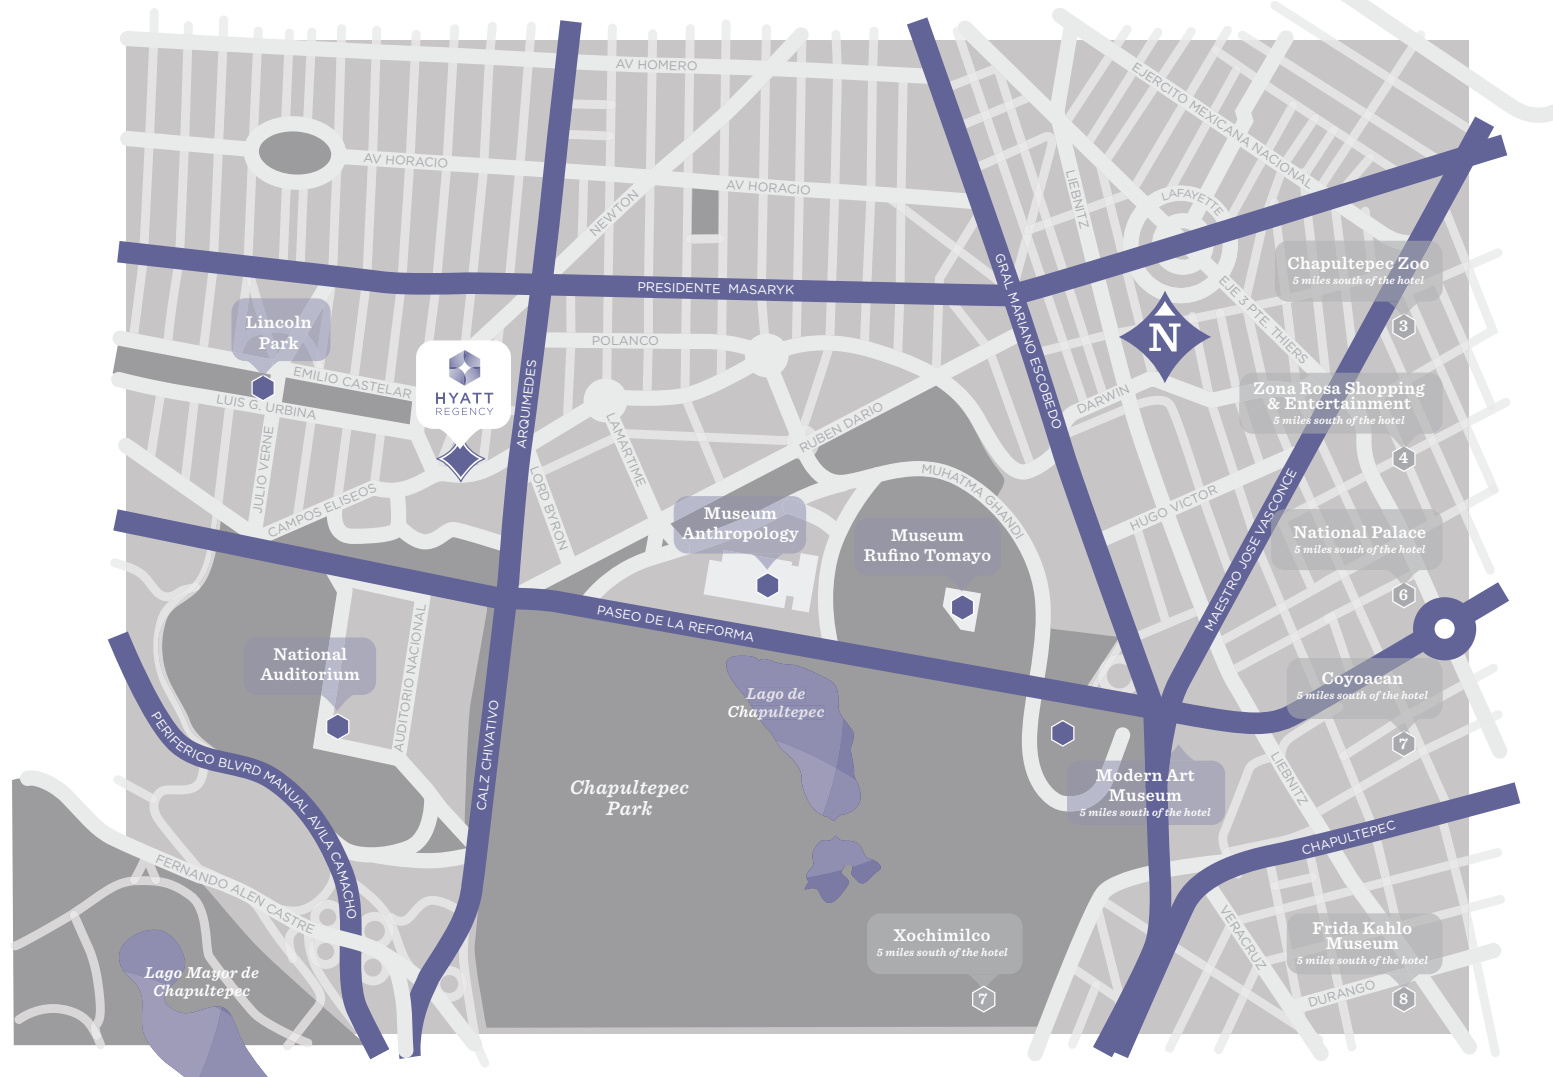 AV HOMERO
EJERCITO MEXICANA NACIONAL
AV HORACIO
AV HORACIO
NEWTON
LIEBNITZ
LAFAYETTE
Chapultepec Zoo
5 miles south of the hotel
3
PRESIDENTE MASARYK
GRAL MARIANO ESCOBEDO
EJE 3 PTE. THIERS
N
Lincoln
Park
POLANCO
HYATT
REGENCY
EMILIO CASTELAR
LUIS G. URBINA
ARQUIMEDES
Zona Rosa Shopping
& Entertainment
5 miles south of the hotel
4
DARWIN
RUBEN DARIO
LAMARTIME
JULIO VERNE
CAMPOS ELISEOS
LORD BYRON
MUHATMA GHANDI
HUGO VICTOR
MAESTRO JOSE VASCONCE
Museum
Anthropology
Museum
Rufino Tomayo
National Palace
5 miles south of the hotel
6
PASEO DE LA REFORMA
National
Auditorium
AUDITORIO NACIONAL
Lago de
Chapultepec
Coyoacan
5 miles south of the hotel
7
PERIFERICO BLVRD MANUAL AVILA CAMACHO
CALZ CHIVATIVO
Chapultepec
Park
Modern Art
Museum
5 miles south of the hotel
LIEBNITZ
CHAPULTEPEC
FERNANDO ALEN CASTRE
VERACRUZ
Xochimilco
5 miles south of the hotel
7
Frida Kahlo
Museum
5 miles south of the hotel
8
DURANGO
Lago Mayor de
Chapultepec